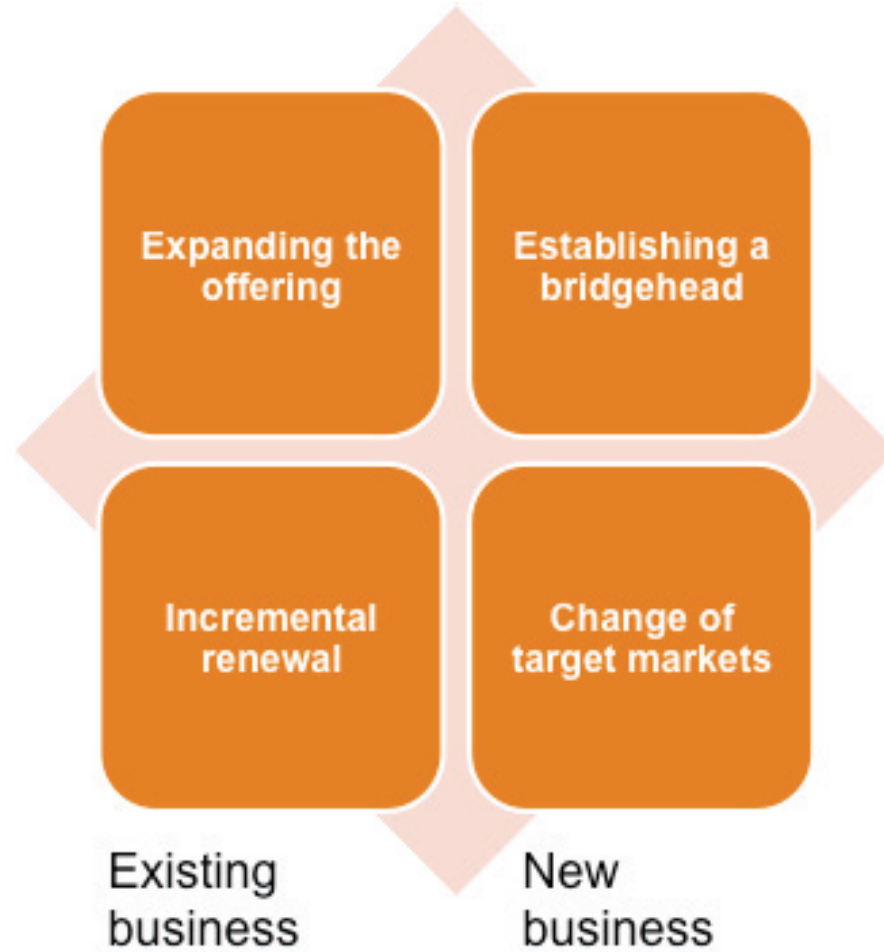 Expanding the
offering
Establishing a
bridgehead
Incremental
renewal
Change of
target markets
Existing
business
New
business